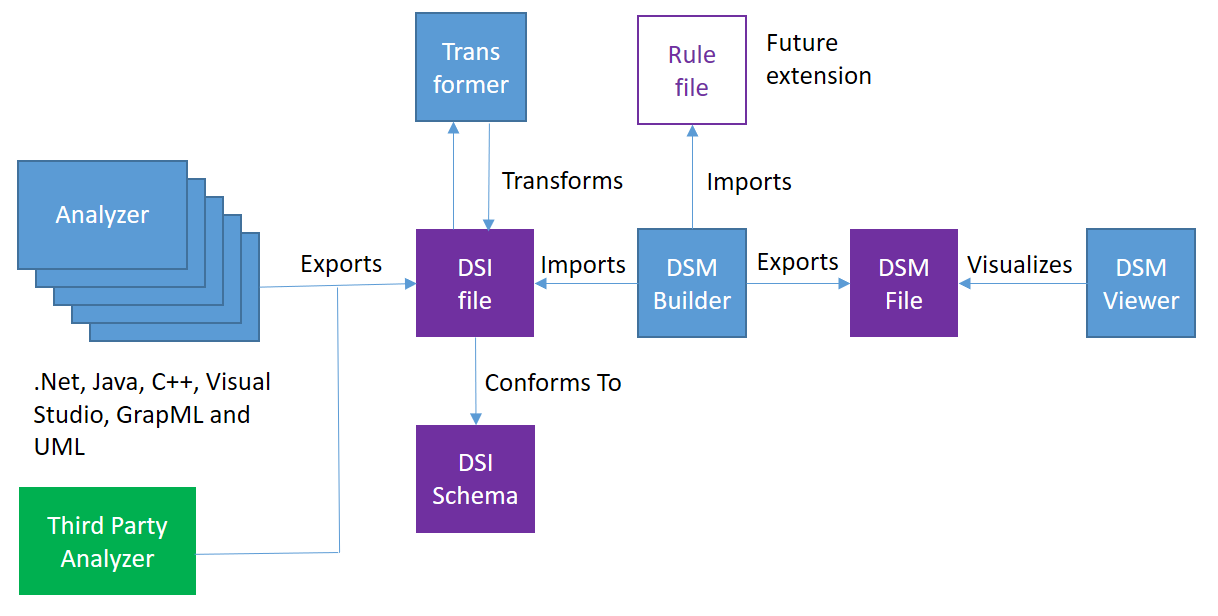 Trans
former
Rule
file
Future
extension
Transforms
Imports
Analyzer
Exports
DSI
file
Imports
DSM
Builder
Exports
DSM
File
Visualizes
DSM
Viewer
.Net, Java, C++, Visual
Studio, GrapML and
UML
Conforms To
DSI
Schema
Third Party
Analyzer